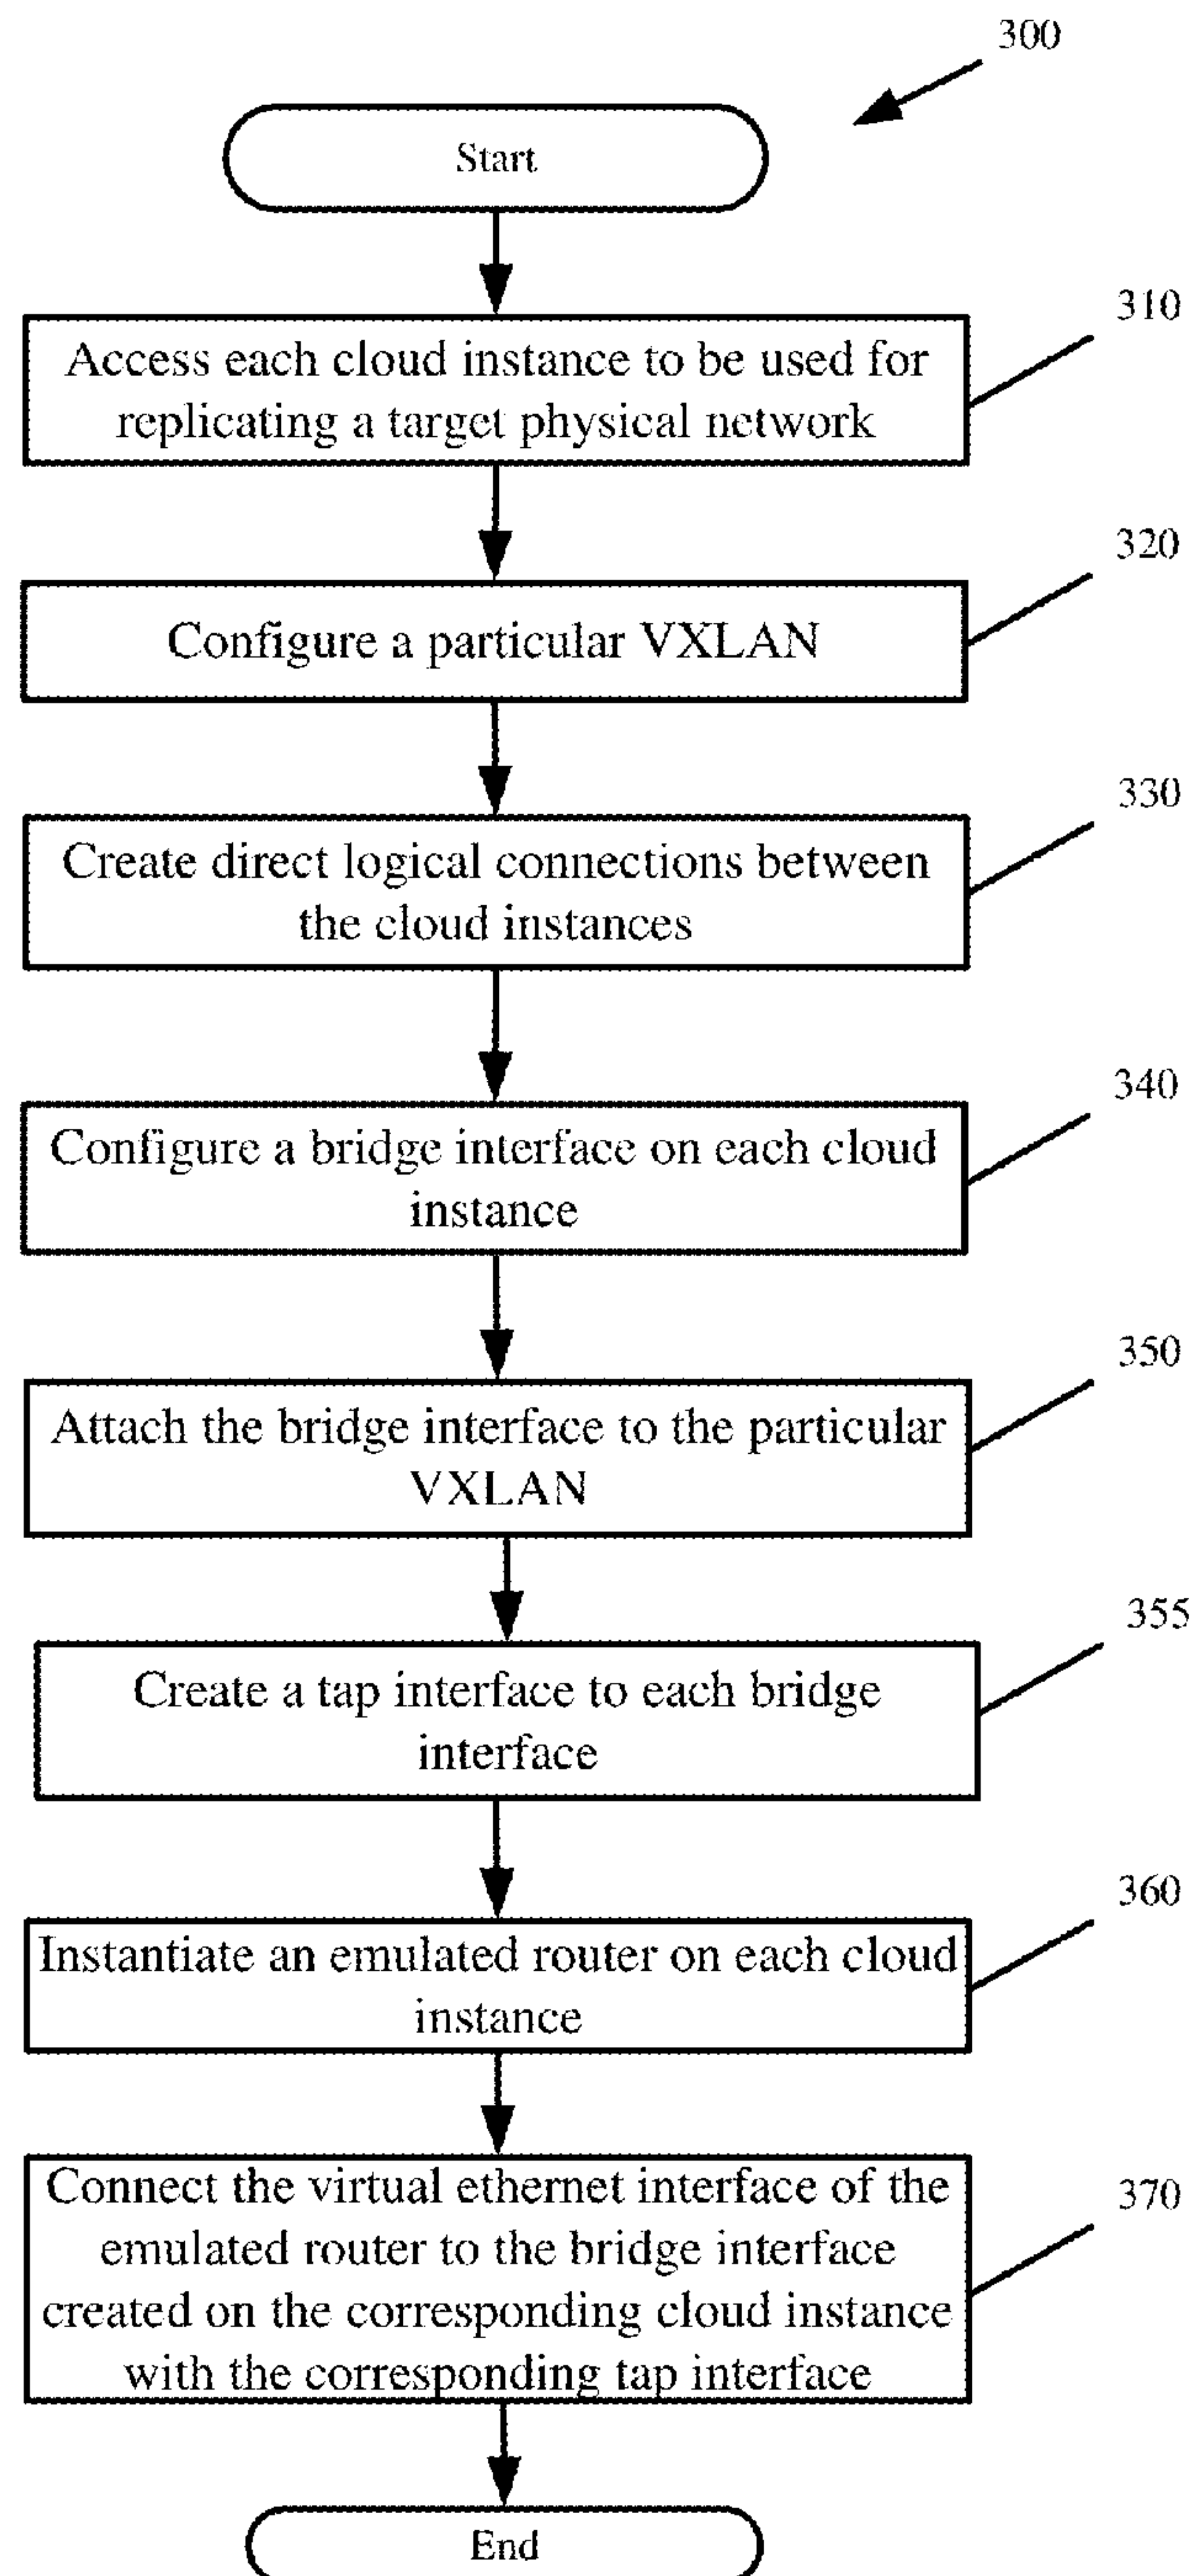 300
Start
310
Access each cloud instance to be used for
replicating a target physical network
320
Configure a particular VXLAN
330
Create direct logical connections between
the cloud instances
340
Configure a bridge interface on each cloud
instance
350
Attach the bridge interface to the particular
VXLAN
355
Create a tap interface to each bridge
interface
360
Instantiate an emulated router on each cloud
instance
370
Connect the virtual ethernet interface of the
emulated router to the bridge interface
created on the corresponding cloud instance
with the corresponding tap interface
End